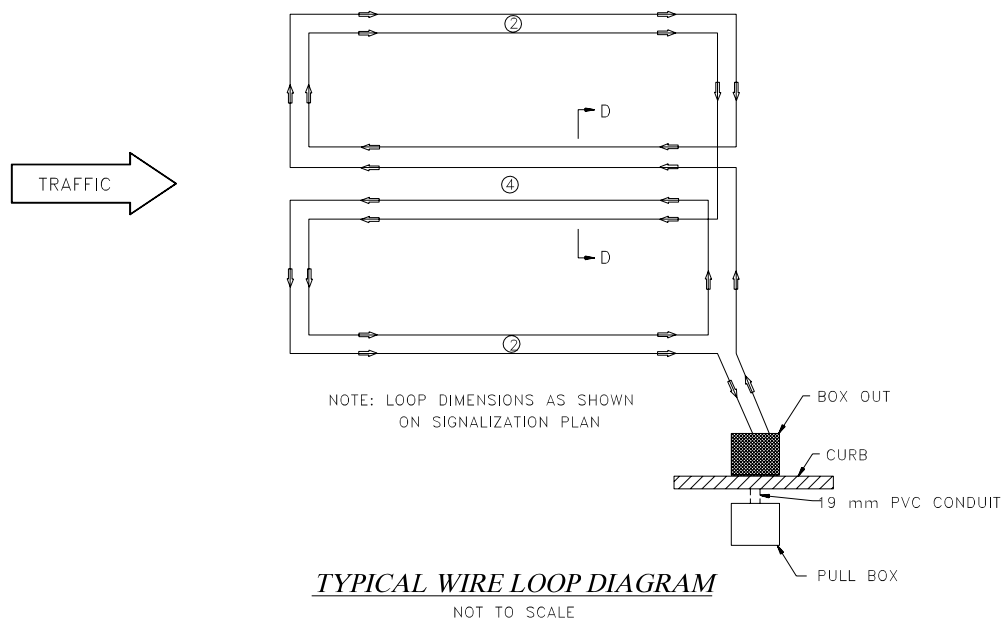 ②
D
TRAFFIC
④
D
②
NOTE: LOOP DIMENSIONS AS SHOWN
ON SIGNALIZATION PLAN
BOX OUT
CURB
19 mm PVC CONDUIT
PULL BOX
TYPICAL WIRE LOOP DIAGRAM
NOT TO SCALE